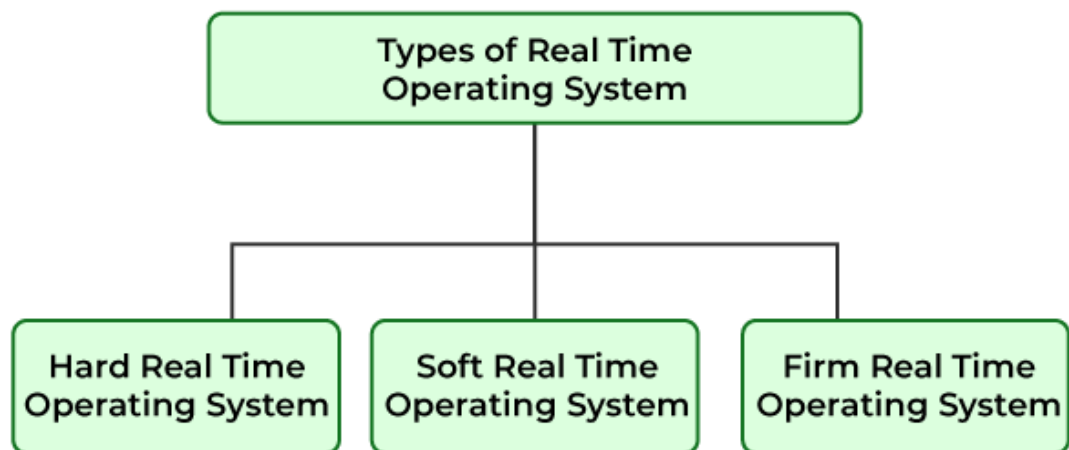 Types of Real Time
Operating System
Hard Real Time
Operating System
Soft Real Time
Operating System
Firm Real Time
Operating System